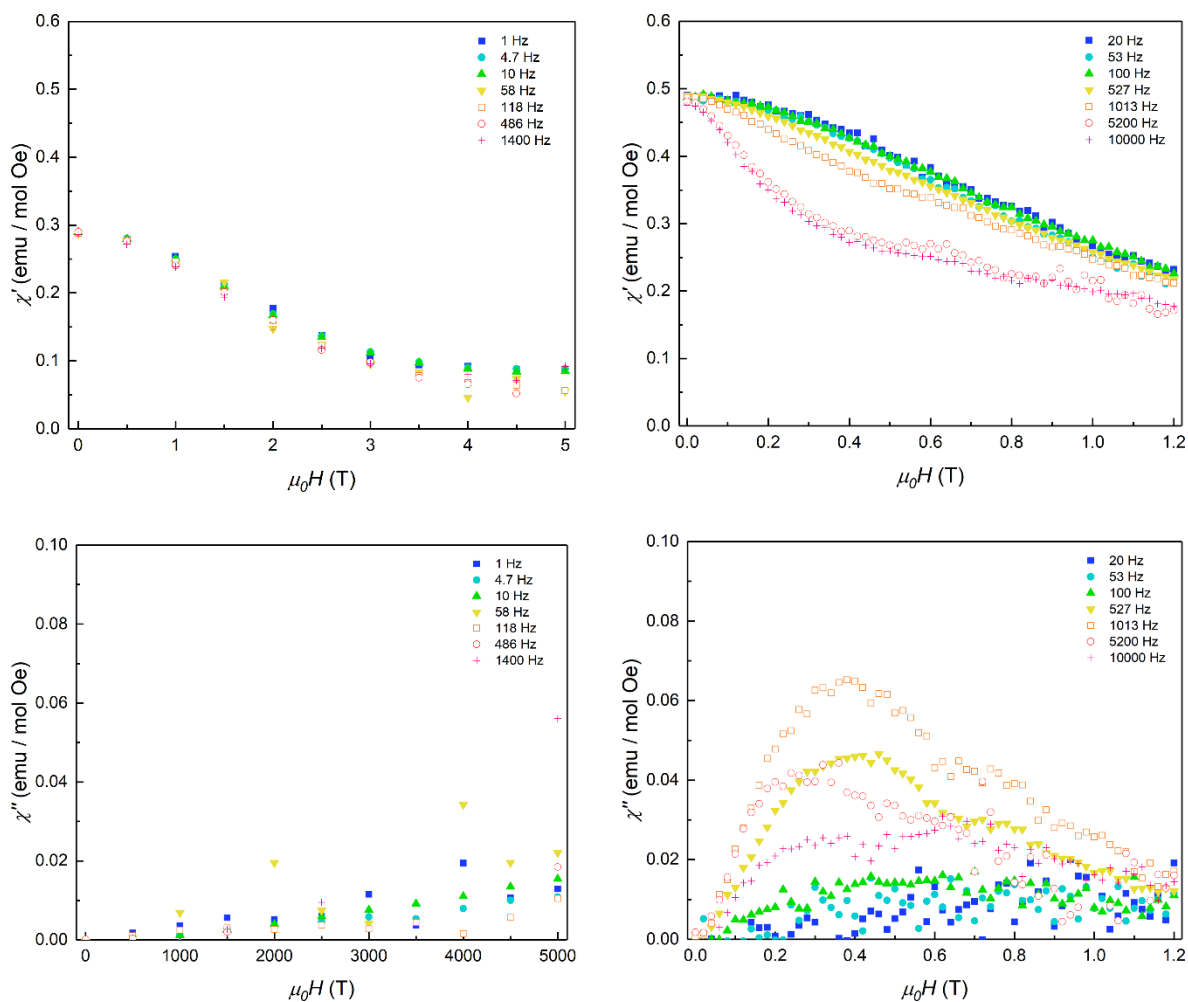 0.6
0.5
0.4
0.3
0.2
0.1
0.0
χ' (emu / mol Oe)
1 Hz
4.7 Hz
10 Hz
58 Hz
118 Hz
486 Hz
1400 Hz
0 1 2 3 4 5
μ₀H (T)
0.6
0.5
0.4
0.3
0.2
0.1
0.0
χ' (emu / mol Oe)
20 Hz
53 Hz
100 Hz
527 Hz
1013 Hz
5200 Hz
10000 Hz
0.0 0.2 0.4 0.6 0.8 1.0 1.2
μ₀H (T)
0.10
0.08
0.06
0.04
0.02
0.00
χ'' (emu / mol Oe)
1 Hz
4.7 Hz
10 Hz
58 Hz
118 Hz
486 Hz
1400 Hz
0 1000 2000 3000 4000 5000
μ₀H (T)
0.10
0.08
0.06
0.04
0.02
0.00
χ'' (emu / mol Oe)
20 Hz
53 Hz
100 Hz
527 Hz
1013 Hz
5200 Hz
10000 Hz
0.0 0.2 0.4 0.6 0.8 1.0 1.2
μ₀H (T)